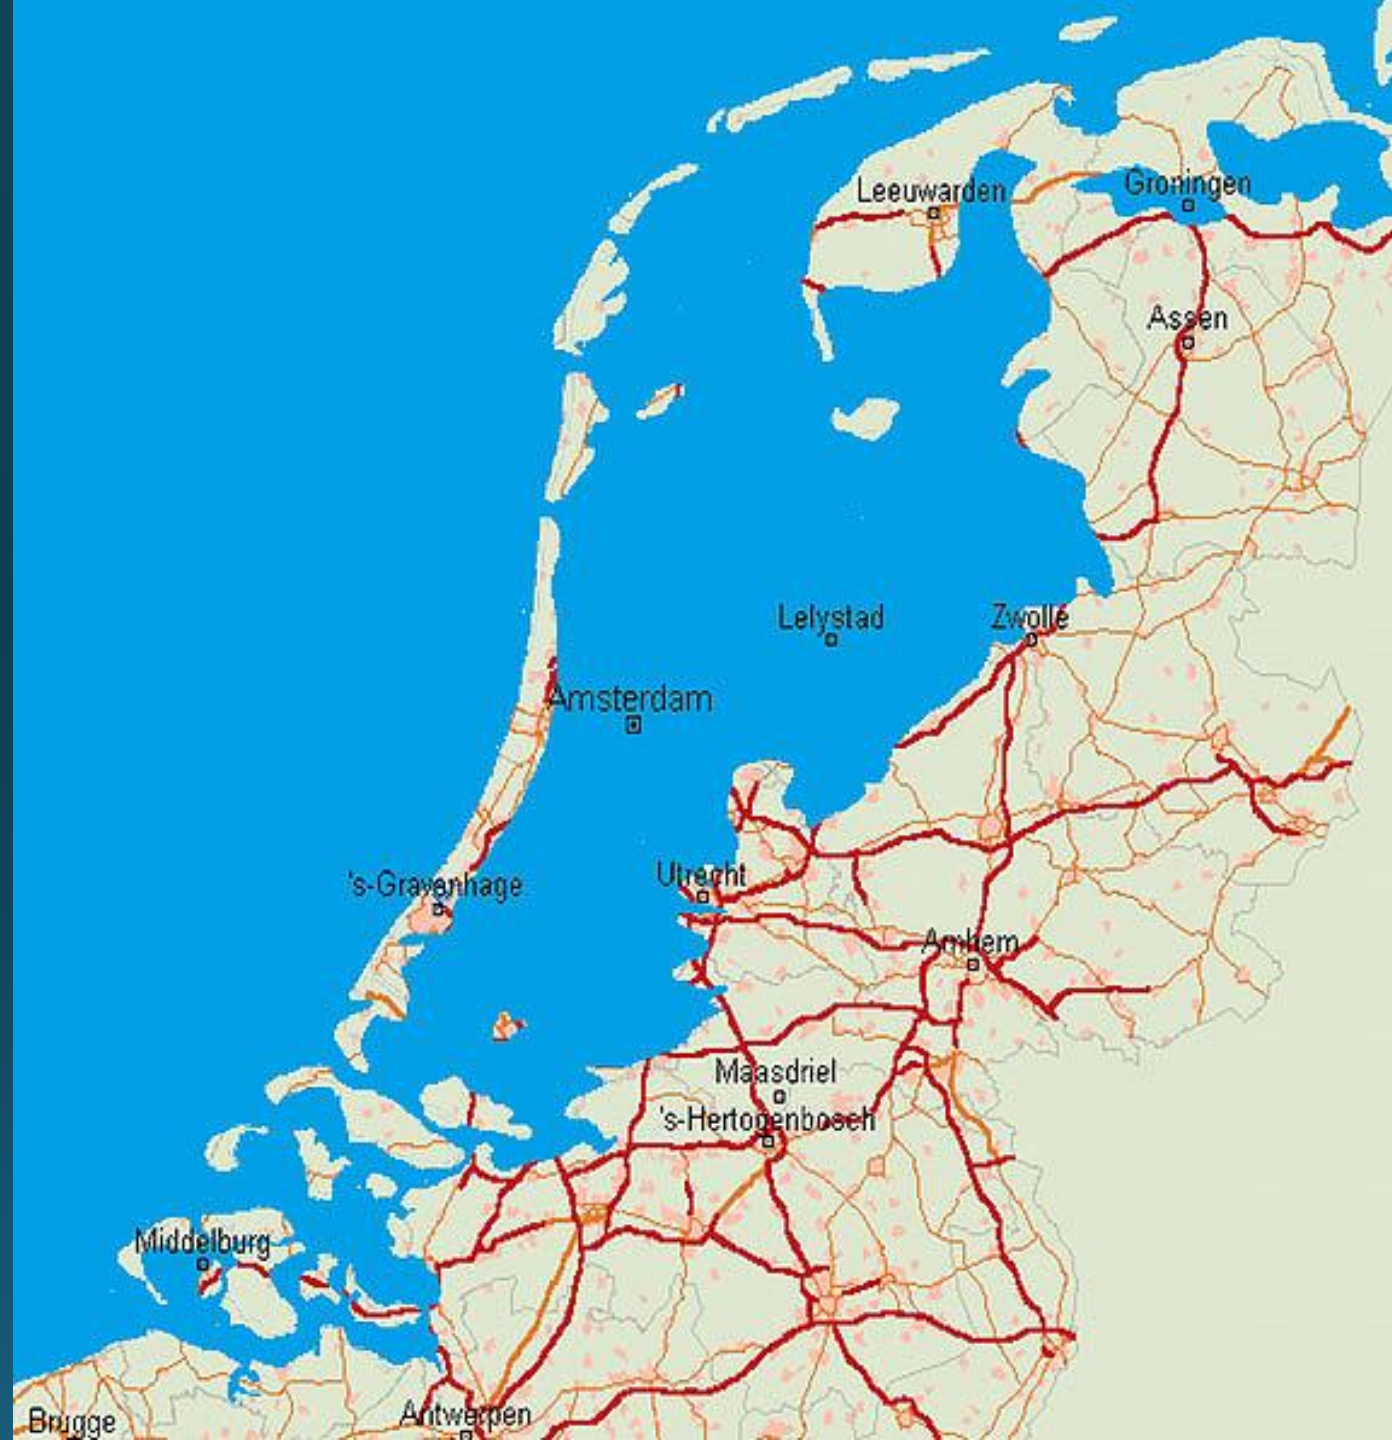 Leeuwarden
Groningen
Assen
Lelystad
Zwolle
Amsterdam
's-Gravenhage
Utrecht
Arnhem
Maasdriel
's-Hertogenbosch
Middelburg
Antwerpen
Brugge